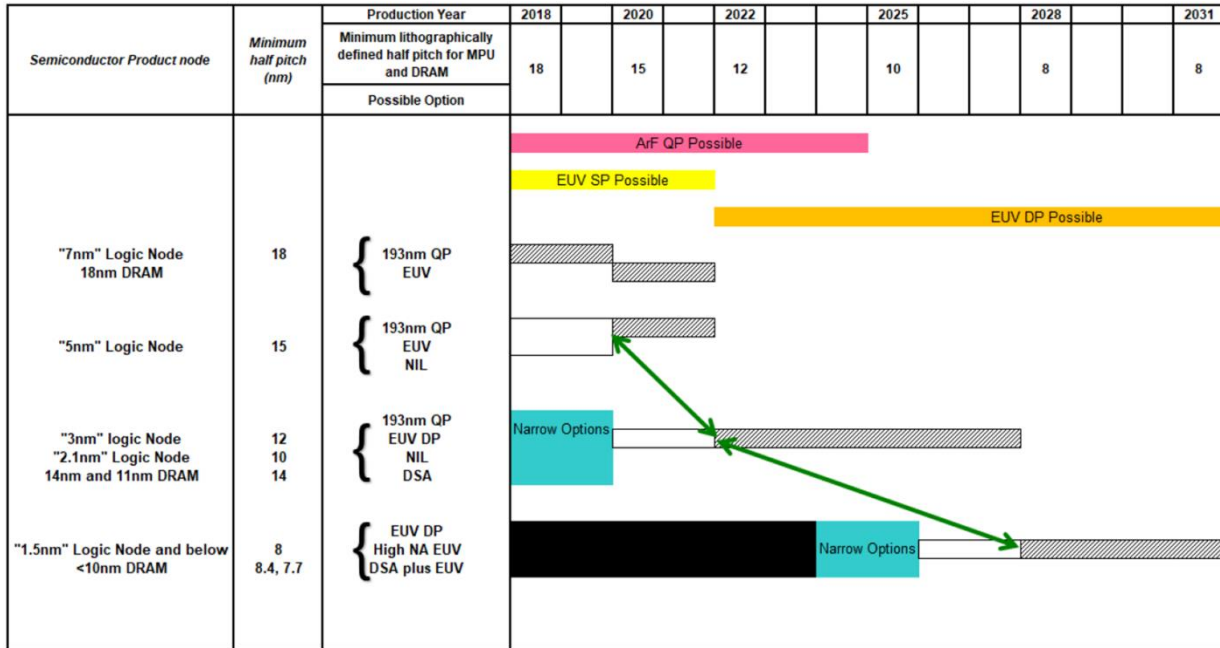 Production Year 2018 2020 2022 2025 2028 2031
Semiconductor Product node
Minimum
half pitch
(nm)
Minimum lithographically
defined half pitch for MPU
and DRAM
18 15 12 10 8 8
Possible Option
ArF QP Possible
EUV SP Possible
EUV DP Possible
"7nm" Logic Node 18 { 193nm QP
18nm DRAM EUV
193nm QP
"5nm" Logic Node 15 { EUV
NIL
193nm QP
"3nm" logic Node 12 { EUV DP
"2.1nm" Logic Node 10 NIL
14nm and 11nm DRAM 14 DSA
Narrow Options
EUV DP
"1.5nm" Logic Node and below 8 { High NA EUV
<10nm DRAM 8.4, 7.7 DSA plus EUV
Narrow Options